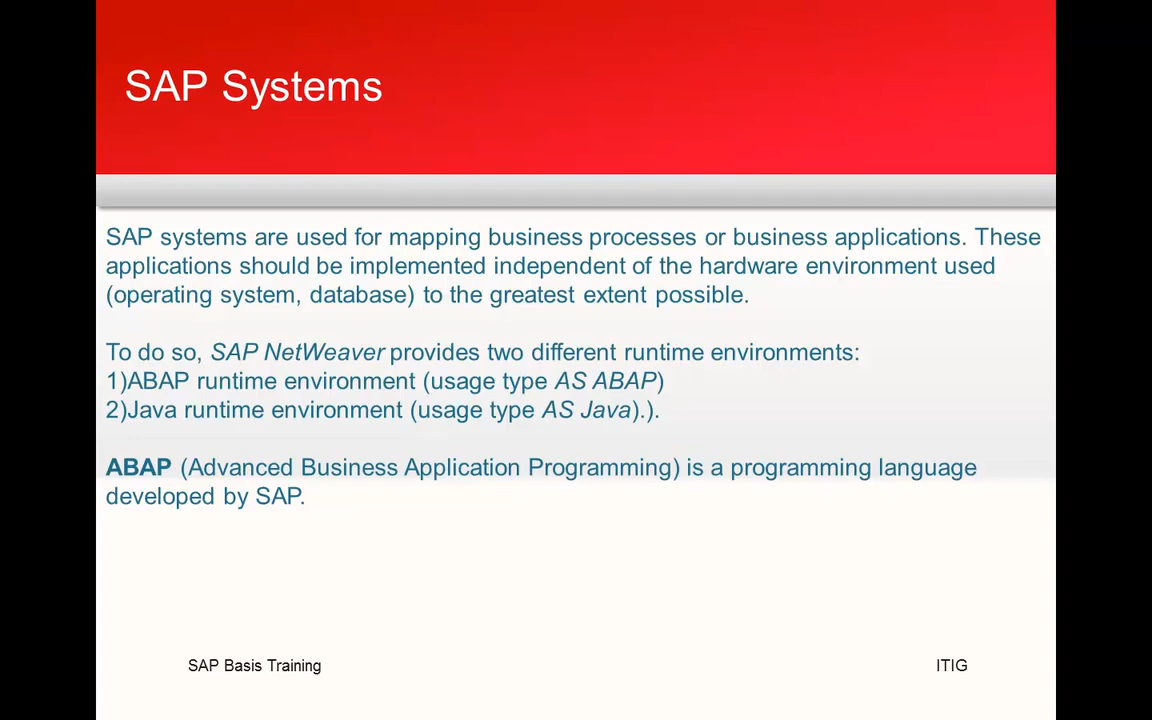 SAP Systems
SAP systems are used for mapping business processes or business applications. These
applications should be implemented independent of the hardware environment used
(operating system, database) to the greatest extent possible.
To do so, SAP NetWeaver provides two different runtime environments:
1)ABAP runtime environment (usage type AS ABAP)
2)Java runtime environment (usage type AS Java).).
ABAP (Advanced Business Application Programming) is a programming language
developed by SAP.
SAP Basis Training
ITIG